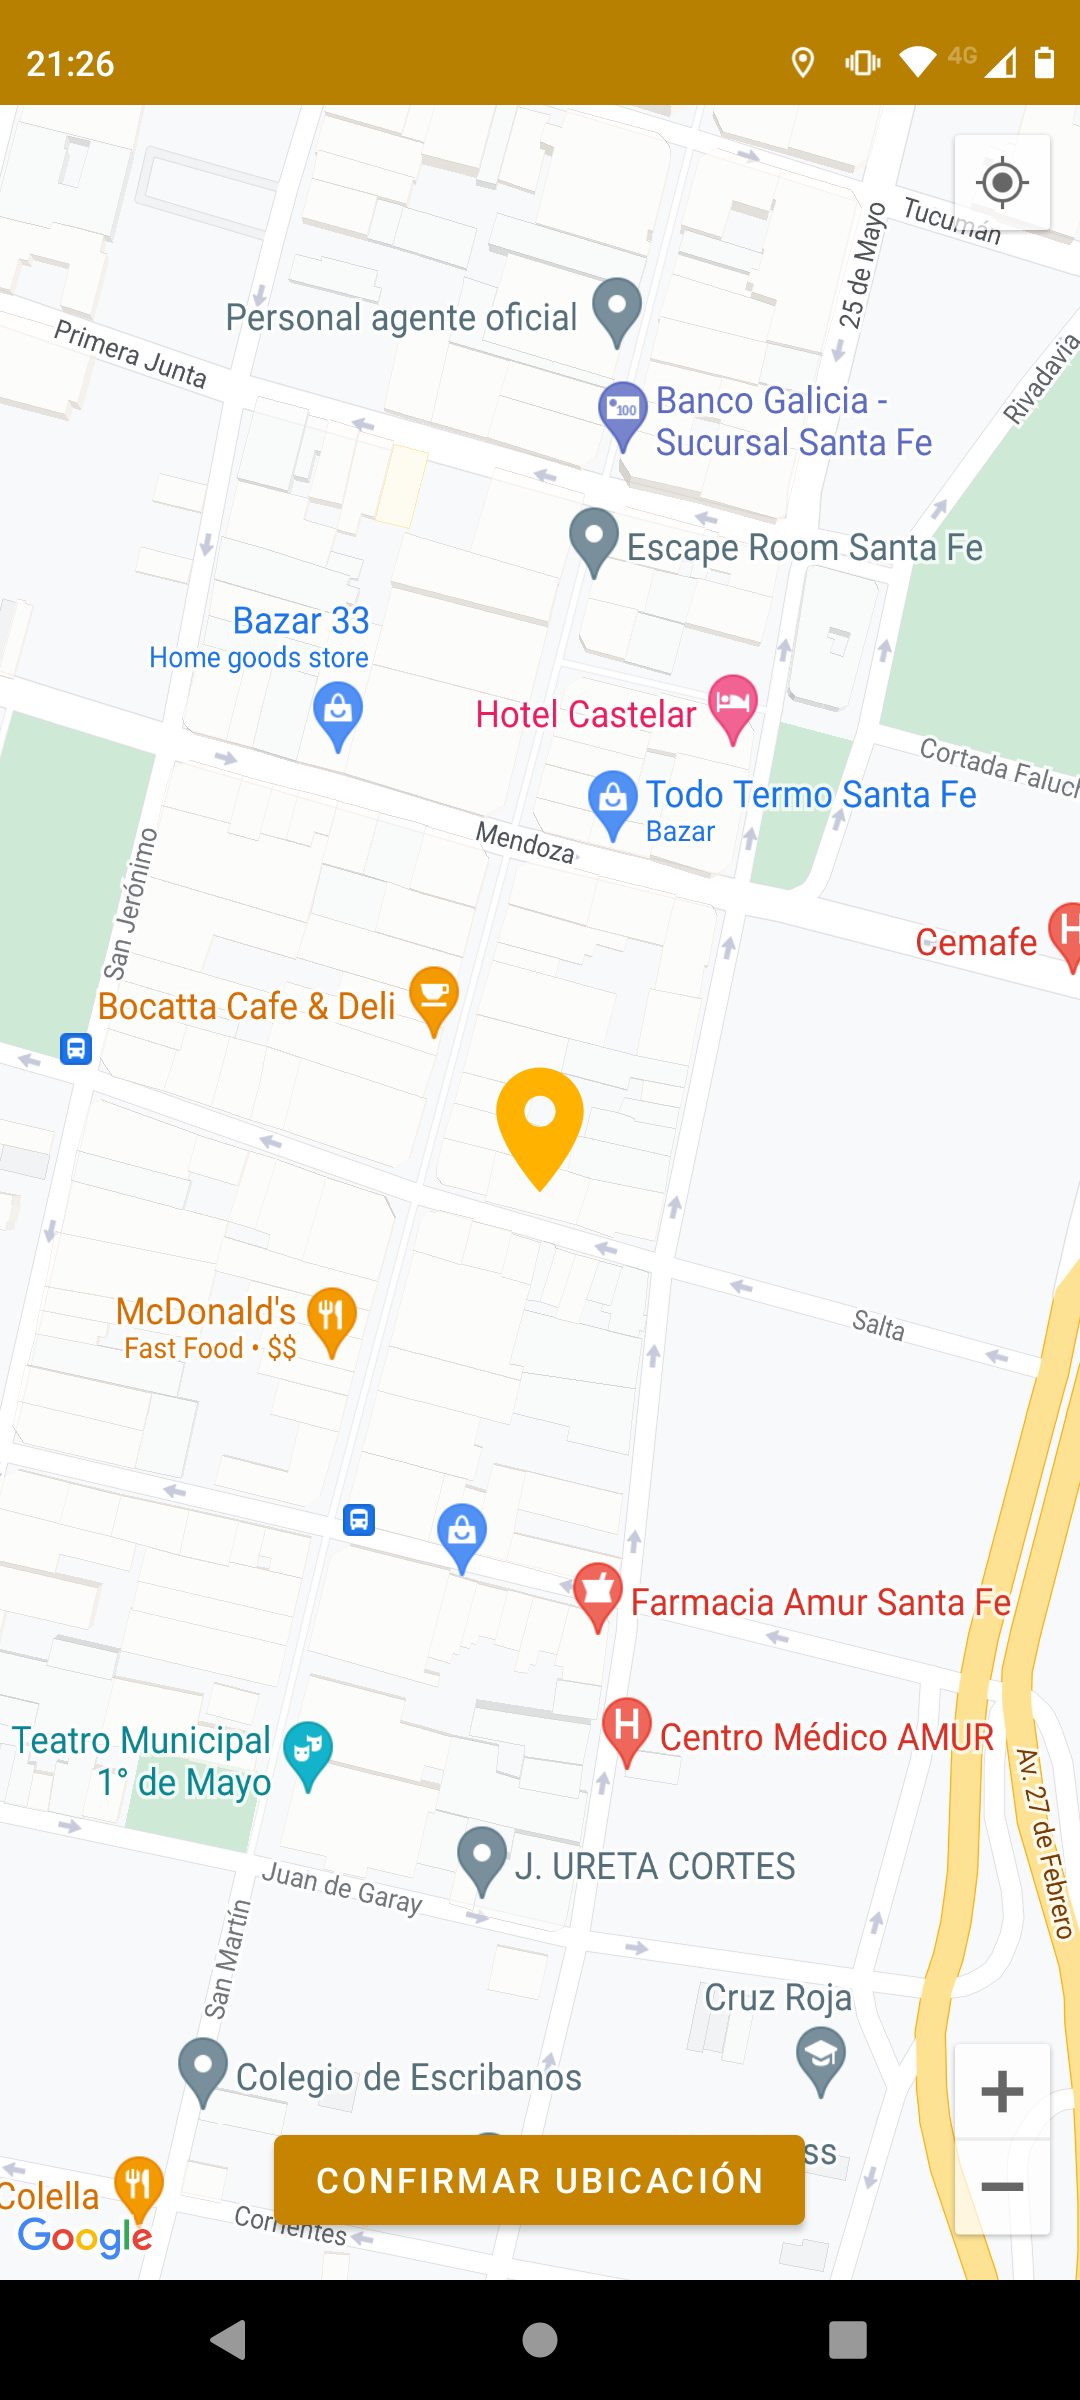 21:26
4G
Tucumán
25 de Mayo
Personal agente oficial
Primera Junta
Rivadavia
100
Banco Galicia -
Sucursal Santa Fe
Escape Room Santa Fe
Bazar 33
Home goods store
Hotel Castelar
Cortada Faluch
Todo Termo Santa Fe
Bazar
Mendoza
San Jerónimo
Cemafe
H
Bocatta Cafe & Deli
McDonald's
Fast Food • $$
Salta
Farmacia Amur Santa Fe
H
Centro Médico AMUR
Teatro Municipal
1° de Mayo
Av. 27 de Febrero
J. URETA CORTES
Juan de Garay
San Martín
Cruz Roja
Colegio de Escribanos
ss
CONFIRMAR UBICACIÓN
Colella
Google
Corrientes